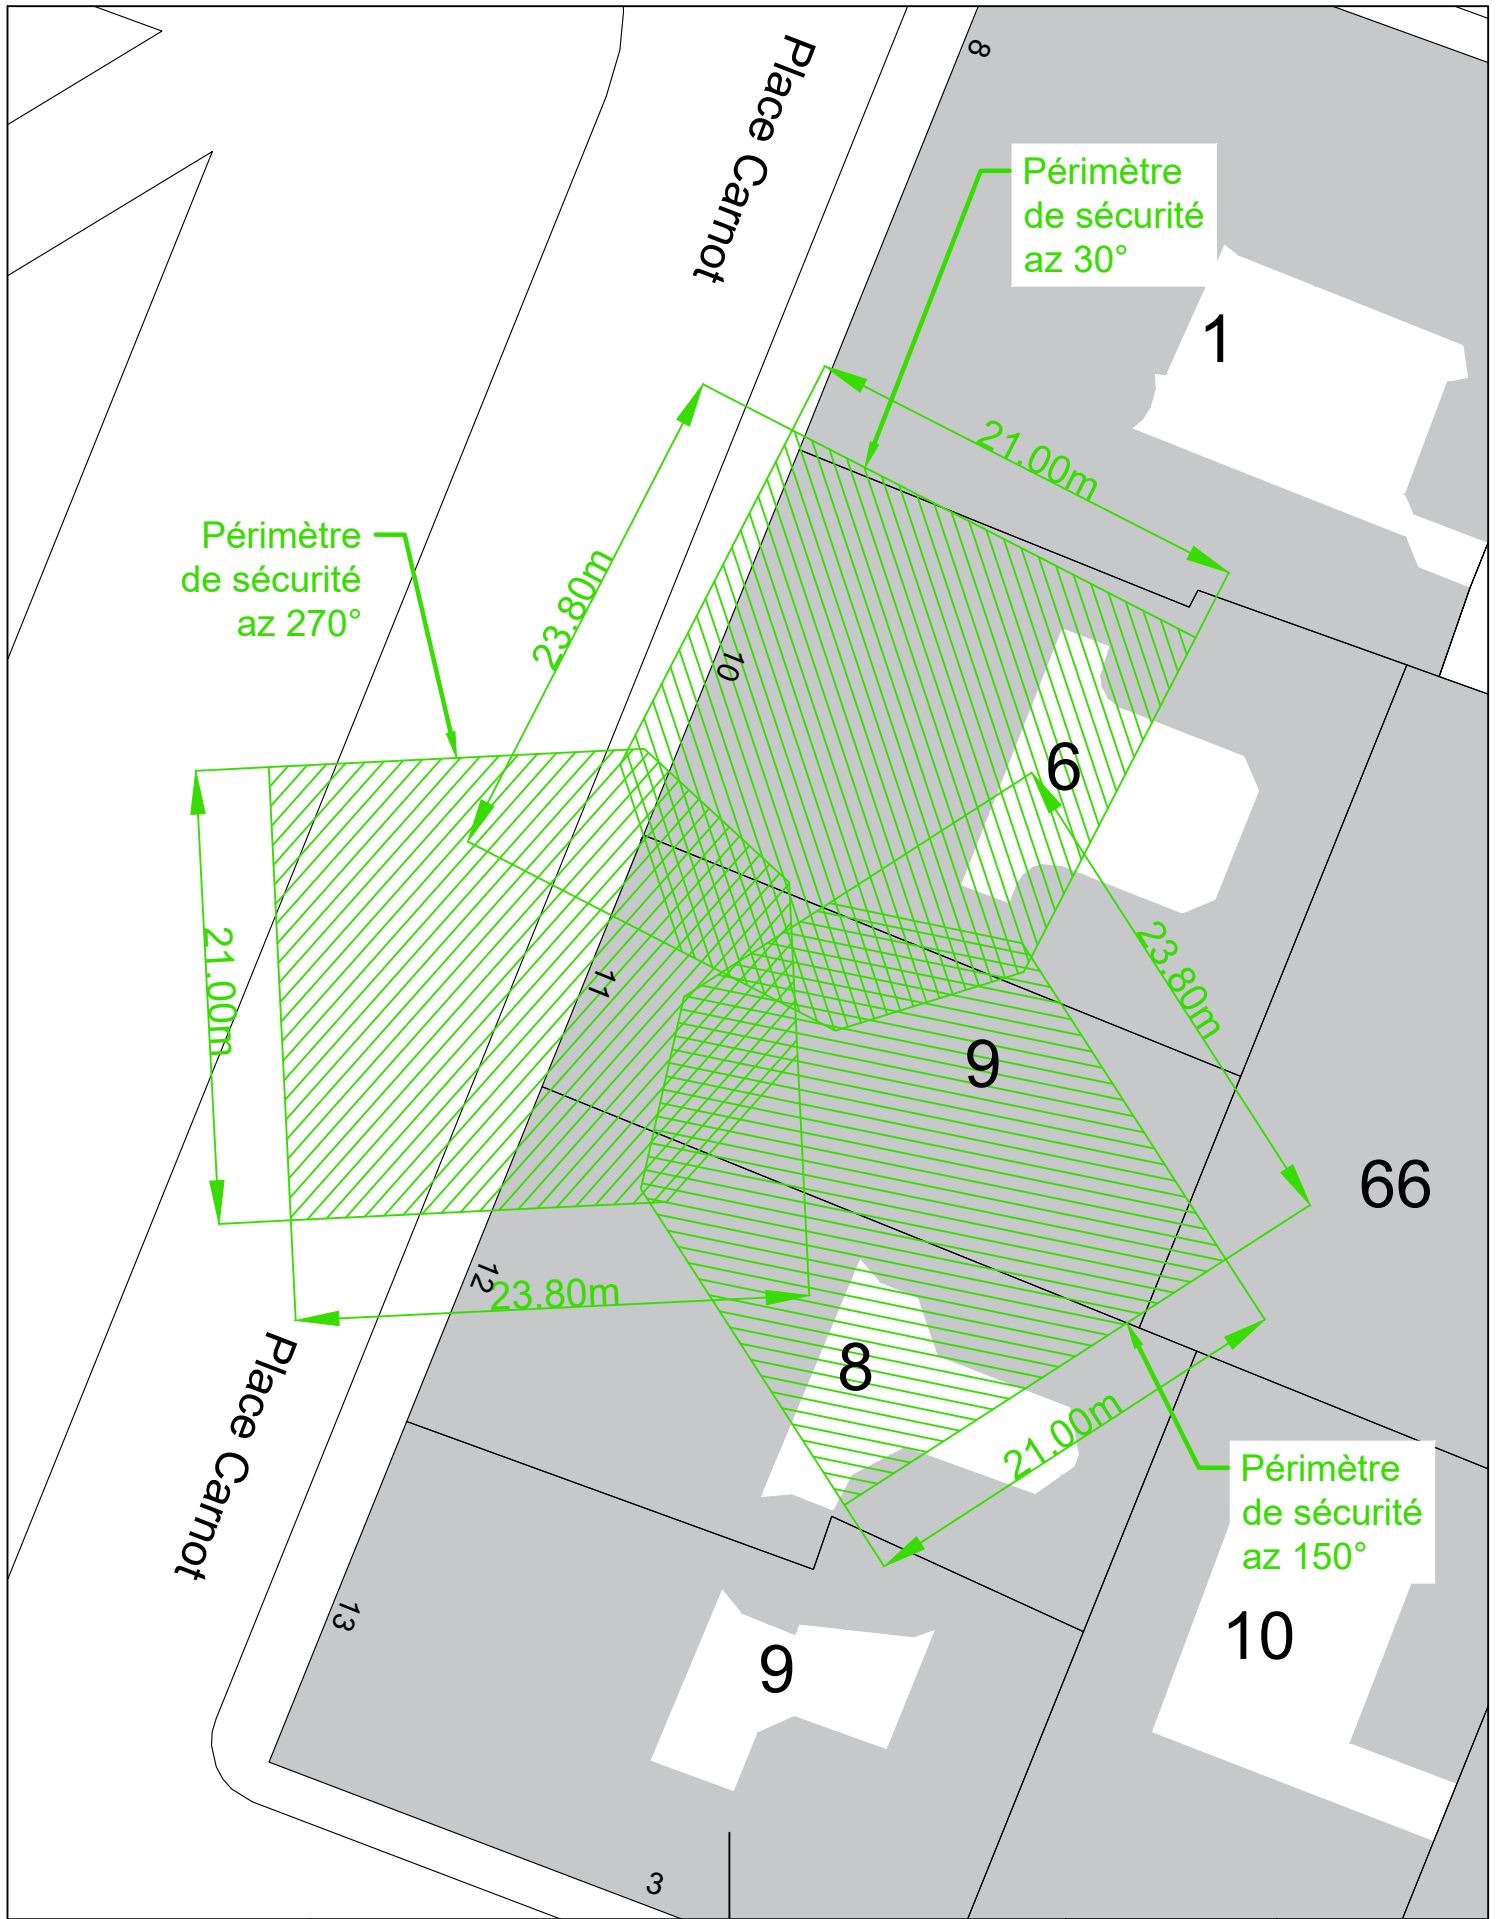 8
Place Carnot
Périmètre
de sécurité
az 30°
1
21.00m
Périmètre
de sécurité
az 270°
23.80m
10
6
21.00m
11
23.80m
9
66
12
23.80m
8
Place Carnot
21.00m
Périmètre
de sécurité
az 150°
13
9
10
3